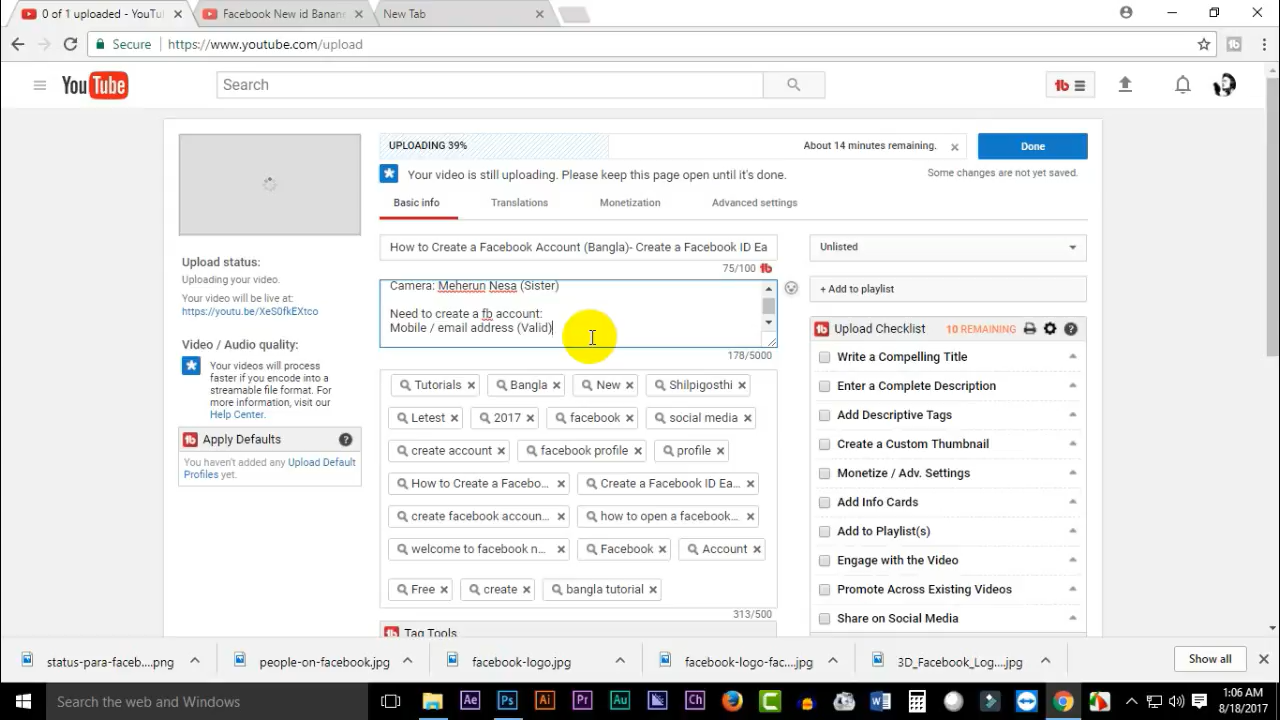 0 of 1 uploaded - YouTu
Facebook New id Banane
New Tab
Secure
https://www.youtube.com/upload
YouTube
Search
UPLOADING 39%
About 14 minutes remaining.
Done
Your video is still uploading. Please keep this page open until it's done.
Some changes are not yet saved.
Basic info
Translations
Monetization
Advanced settings
How to Create a Facebook Account (Bangla)- Create a Facebook ID Ea
Unlisted
75/100
Upload status:
Uploading your video.
Your video will be live at:
https://youtu.be/XeS0fkEXtco
Camera: Meherun Nesa (Sister)
Need to create a fb account:
Mobile / email address (Valid)
178/5000
+ Add to playlist
Video / Audio quality:
Your videos will process
faster if you encode into a
streamable file format. For
more information, visit our
Help Center.
Apply Defaults
You haven't added any Upload Default
Profiles yet.
Tutorials
Bangla
New
Shilpigosthi
Letest
2017
facebook
social media
create account
facebook profile
profile
How to Create a Facebo...
Create a Facebook ID Ea...
create facebook accoun...
how to open a facebook...
welcome to facebook n...
Facebook
Account
Free
create
bangla tutorial
313/500
Tag Tools
Upload Checklist
10 REMAINING
Write a Compelling Title
Enter a Complete Description
Add Descriptive Tags
Create a Custom Thumbnail
Monetize / Adv. Settings
Add Info Cards
Add to Playlist(s)
Engage with the Video
Promote Across Existing Videos
Share on Social Media
status-para-faceb....png
people-on-facebook.jpg
facebook-logo.jpg
facebook-logo-fac....jpg
3D_Facebook_Log....jpg
Show all
Search the web and Windows
Ae
Ps
Ai
Pr
Au
Ch
1:06 AM
8/18/2017